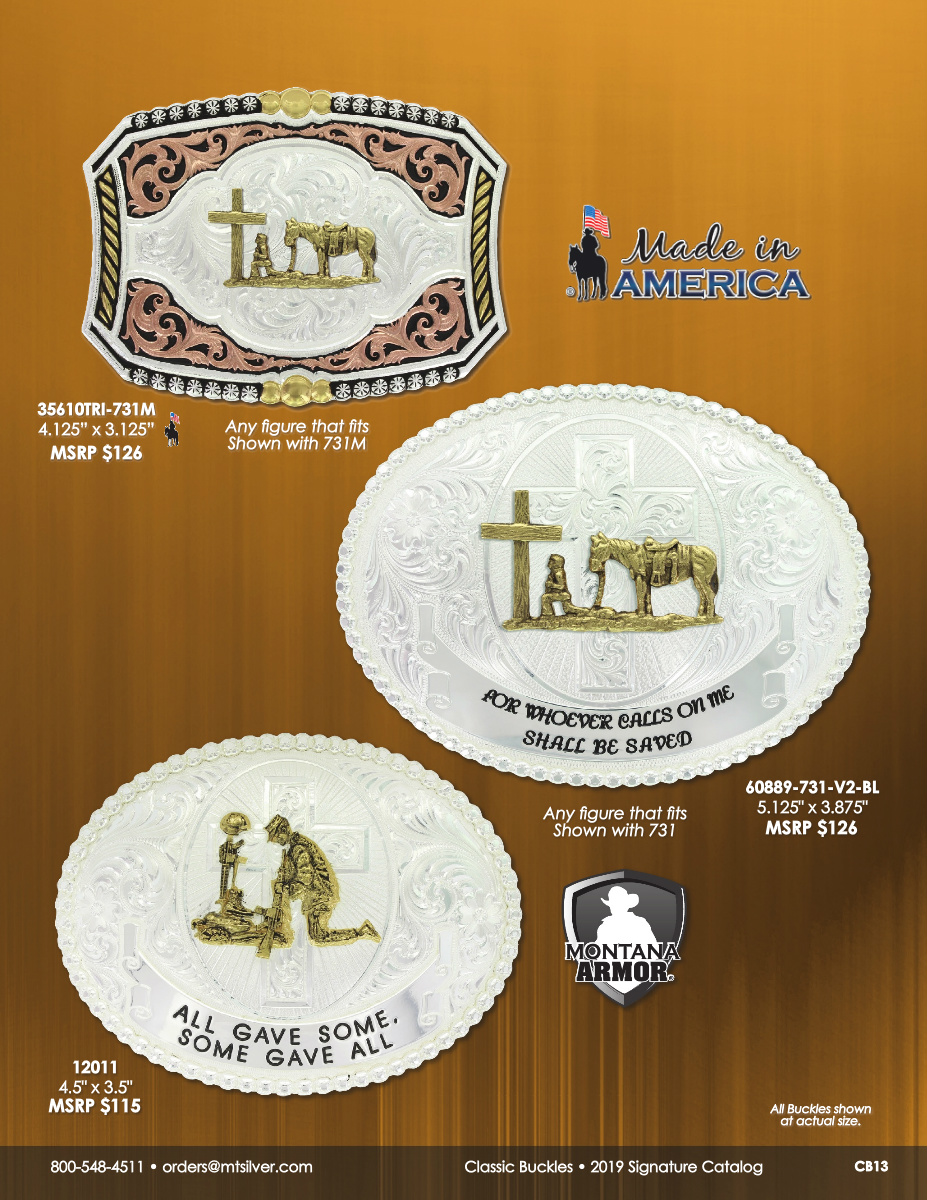 Made in
AMERICA
35610TRI-731M
4.125" x 3.125"
MSRP $126
Any figure that fits
Shown with 731M
FOR WHOEVER CALLS ON ME
SHALL BE SAVED
60889-731-V2-BL
5.125" x 3.875"
MSRP $126
Any figure that fits
Shown with 731
MONTANA
ARMOR®
ALL GAVE SOME,
SOME GAVE ALL
12011
4.5" x 3.5"
MSRP $115
All Buckles shown
at actual size.
800-548-4511 • orders@mtsilver.com
Classic Buckles • 2019 Signature Catalog
CB13